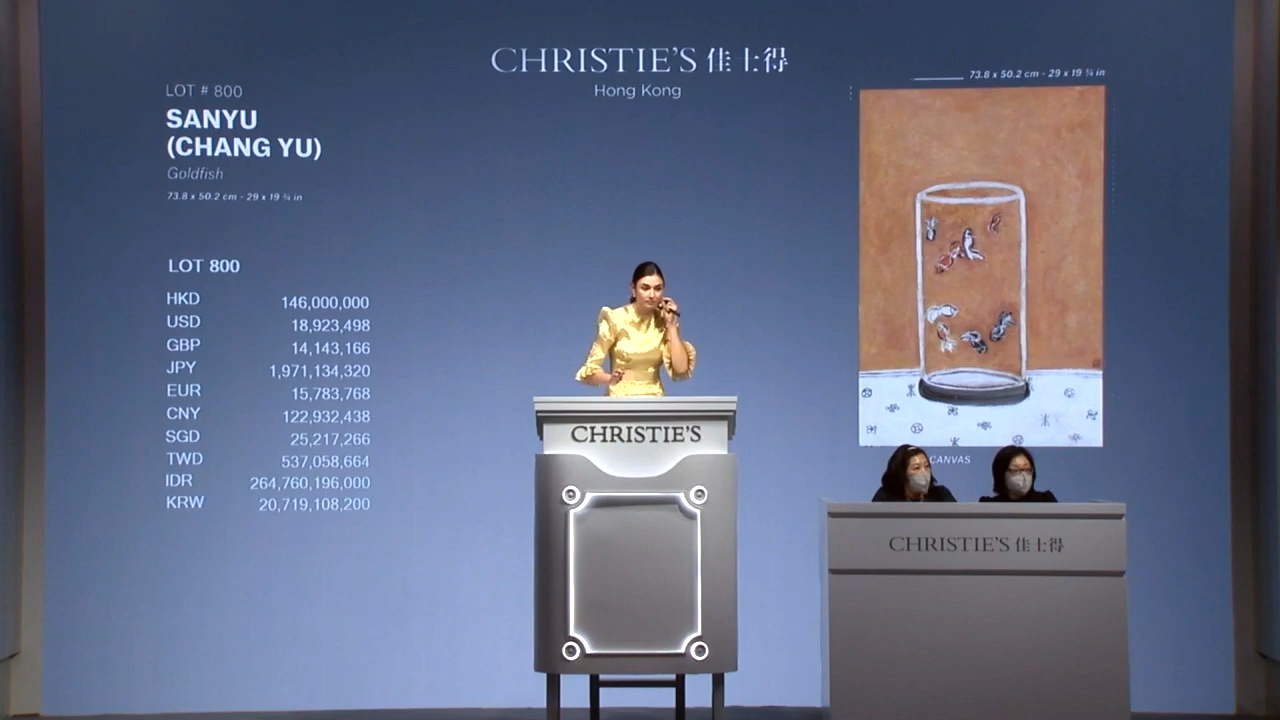 CHRISTIE'S 佳士得
Hong Kong
LOT # 800
SANYU
(CHANG YU)
Goldfish
73.8 x 50.2 cm - 29 x 19 ¾ in
LOT 800
HKD 146,000,000
USD 18,923,498
GBP 14,143,166
JPY 1,971,134,320
EUR 15,783,768
CNY 122,932,438
SGD 25,217,266
TWD 537,058,664
IDR 264,760,196,000
KRW 20,719,108,200
73.8 x 50.2 cm - 29 x 19 ¾ in
CANVAS
CHRISTIE'S
CHRISTIE'S 佳士得